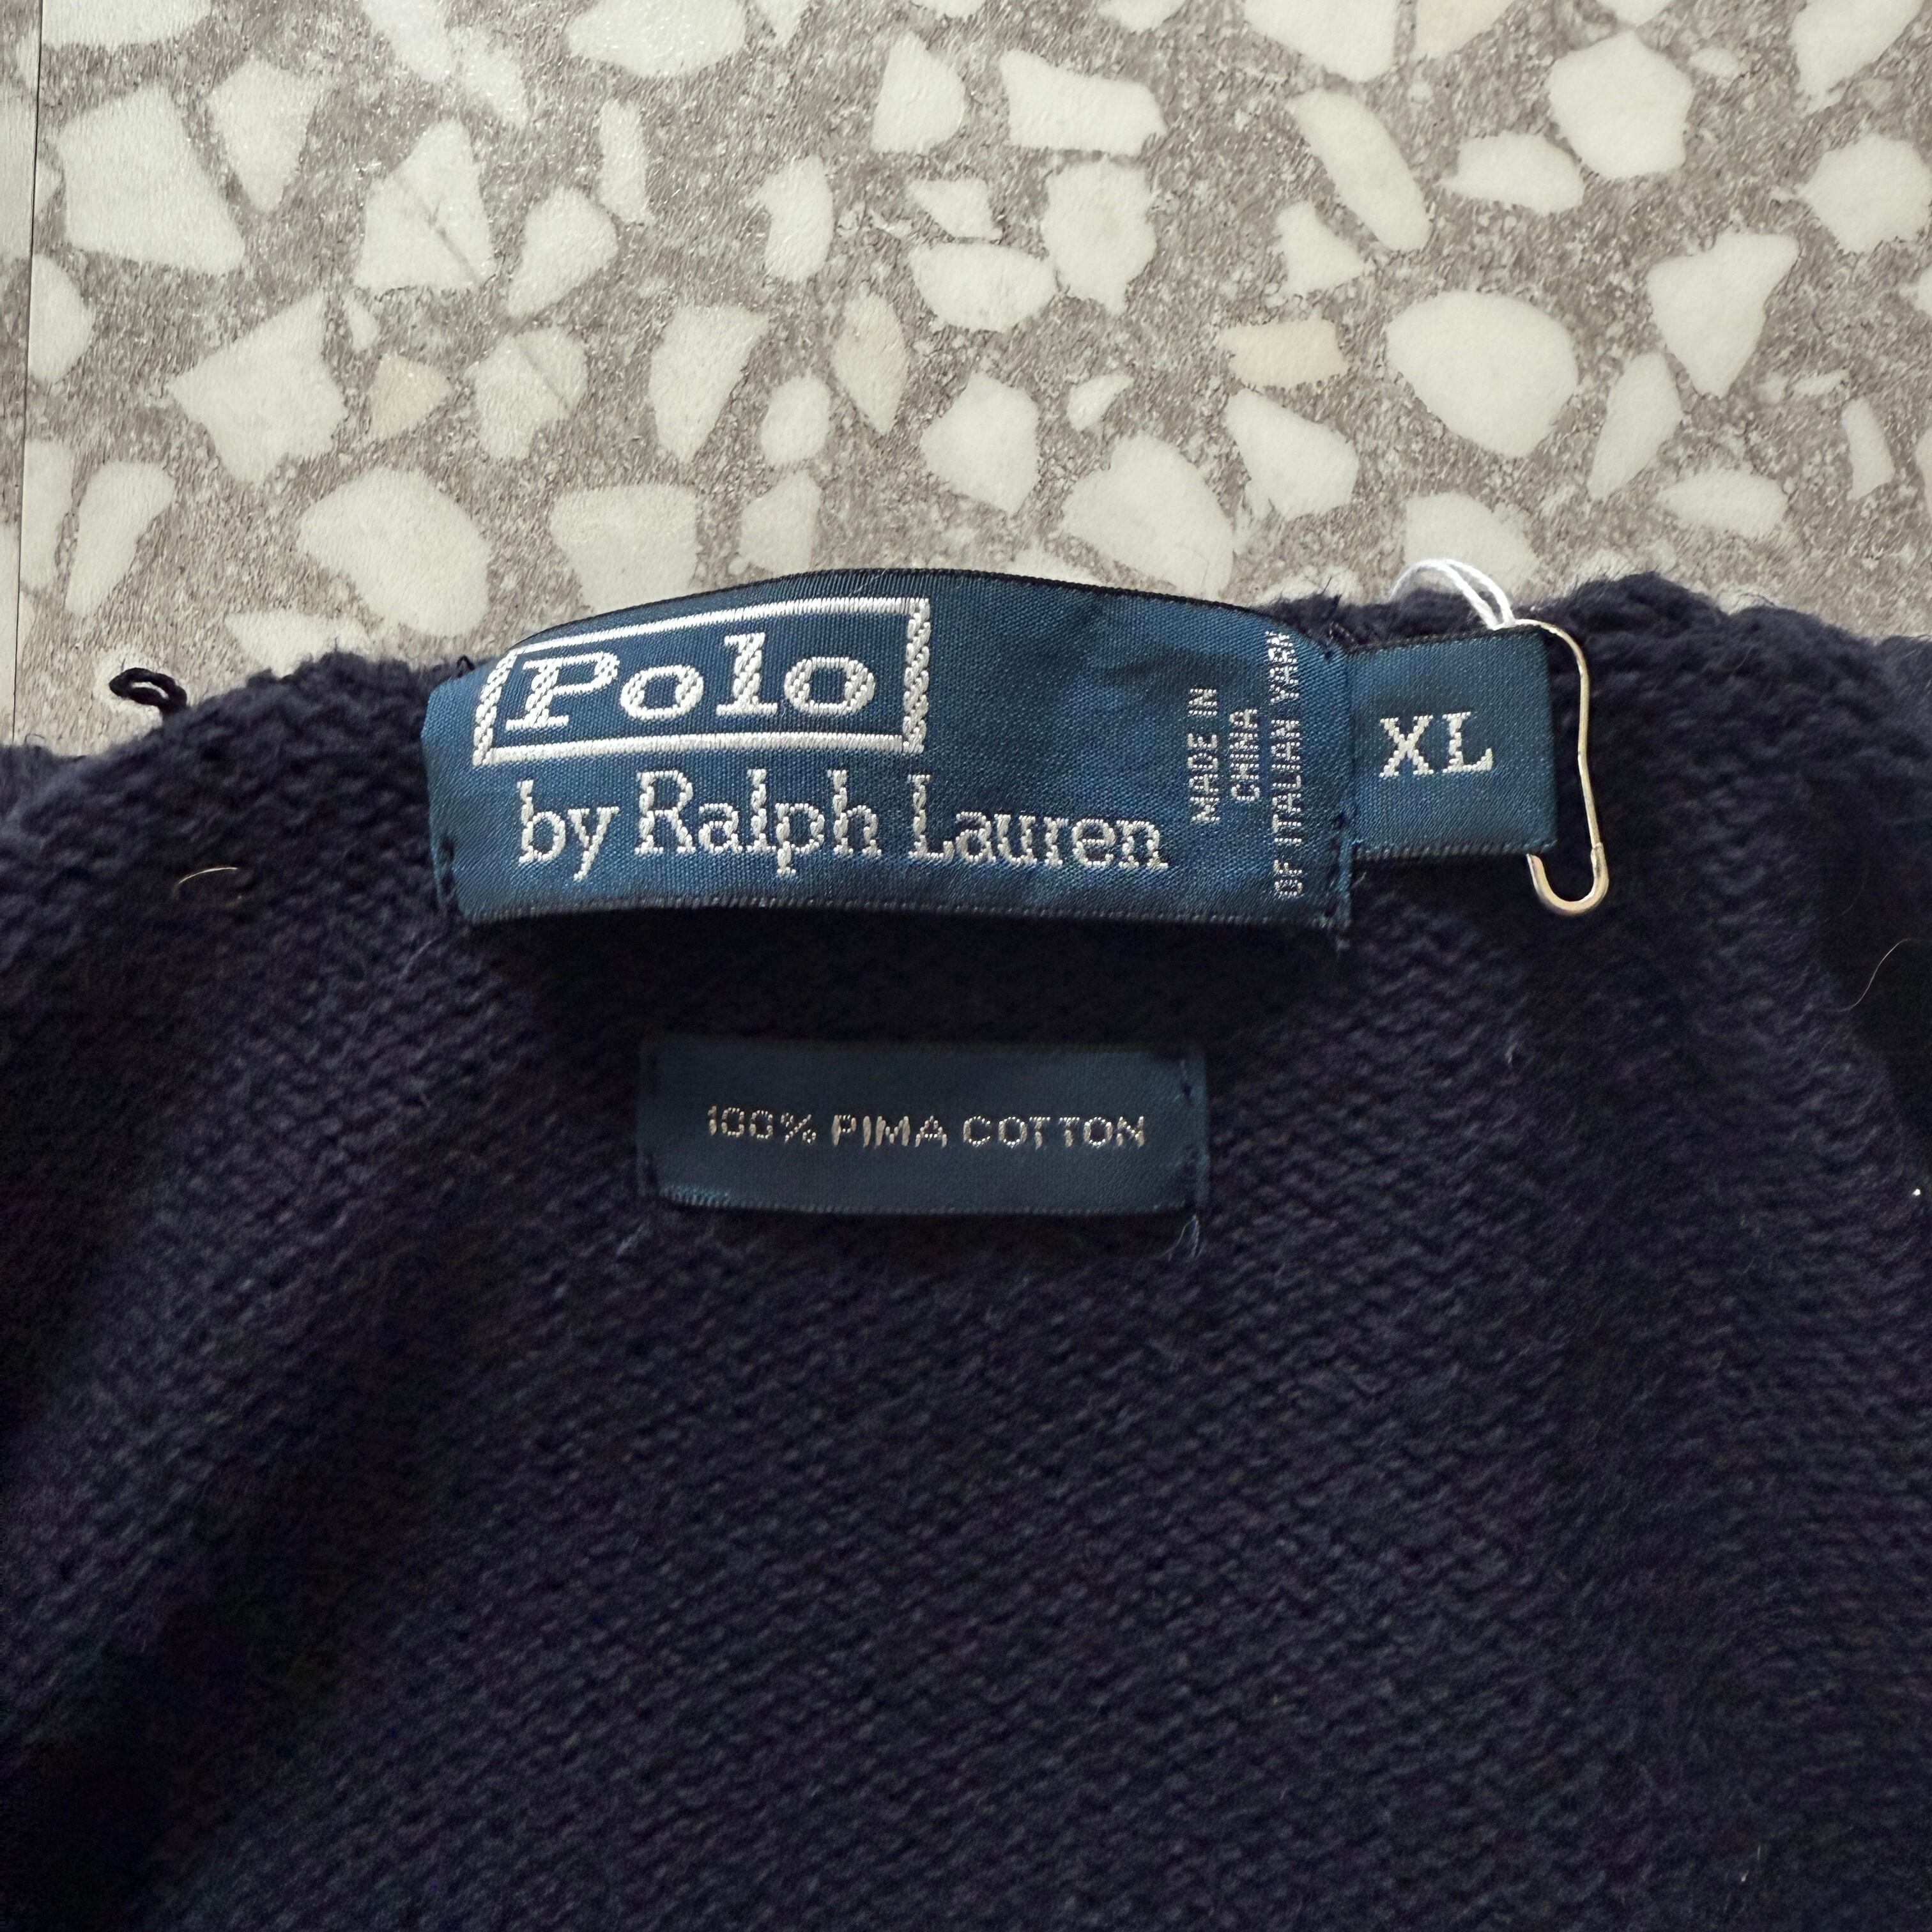 Polo
by Ralph Lauren
MADE IN
CHINA
OF ITALIAN YARN
XL
100% PIMA COTTON